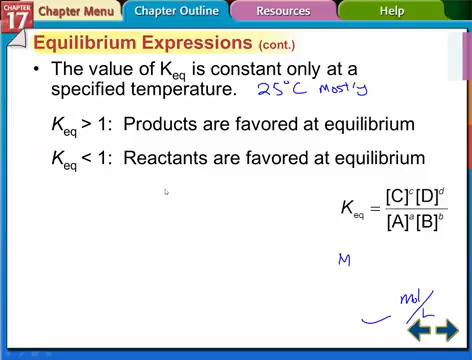 CHAPTER 17 Chapter Menu Chapter Outline Resources Help
Equilibrium Expressions (cont.)
• The value of Keq is constant only at a
specified temperature. 25°C mostly
Keq > 1: Products are favored at equilibrium
Keq < 1: Reactants are favored at equilibrium
Keq = [C]^c [D]^d / [A]^a [B]^b
M
mol/L